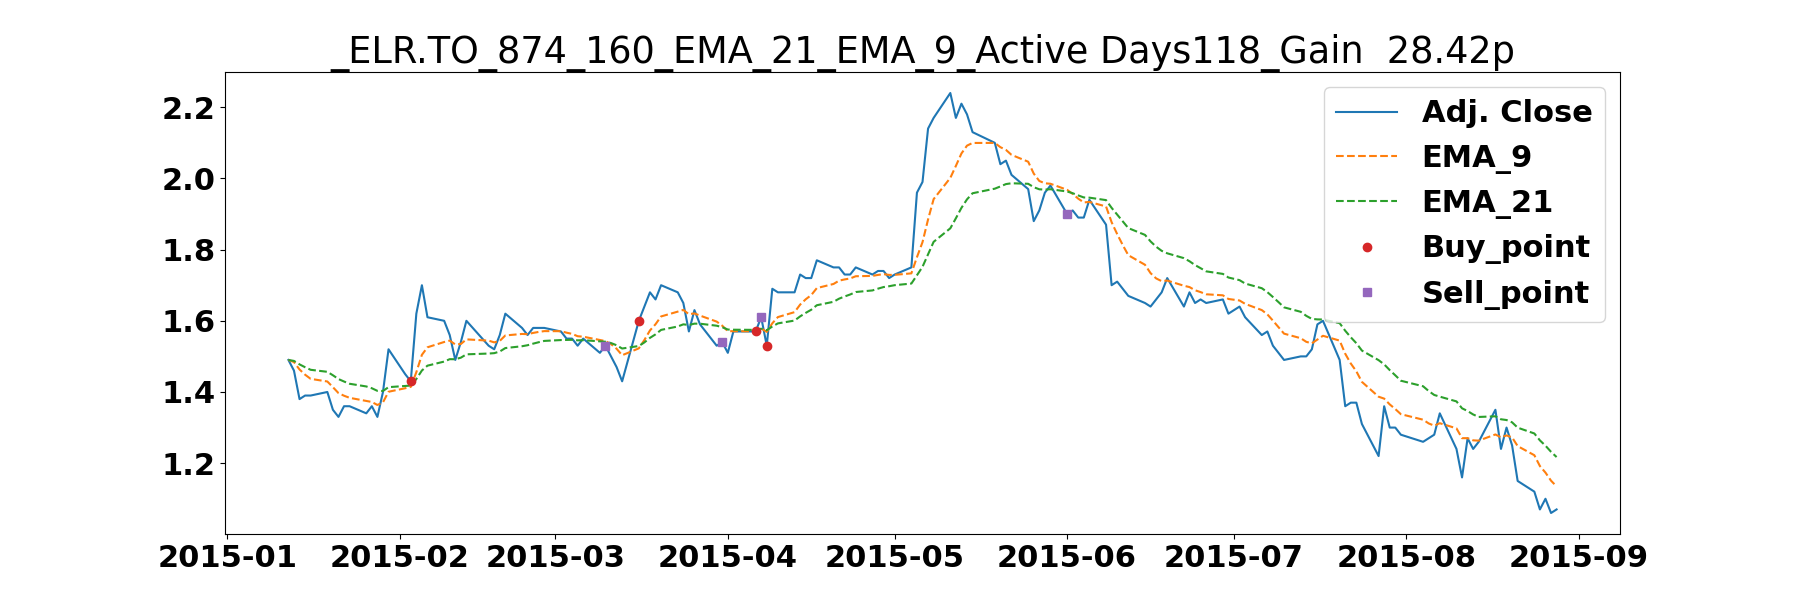 _ELR.TO_874_160_EMA_21_EMA_9_Active Days118_Gain  28.42p
2.2
2.0
1.8
1.6
1.4
1.2
Adj. Close
EMA_9
EMA_21
Buy_point
Sell_point
2015-01 2015-02 2015-03 2015-04 2015-05 2015-06 2015-07 2015-08 2015-09